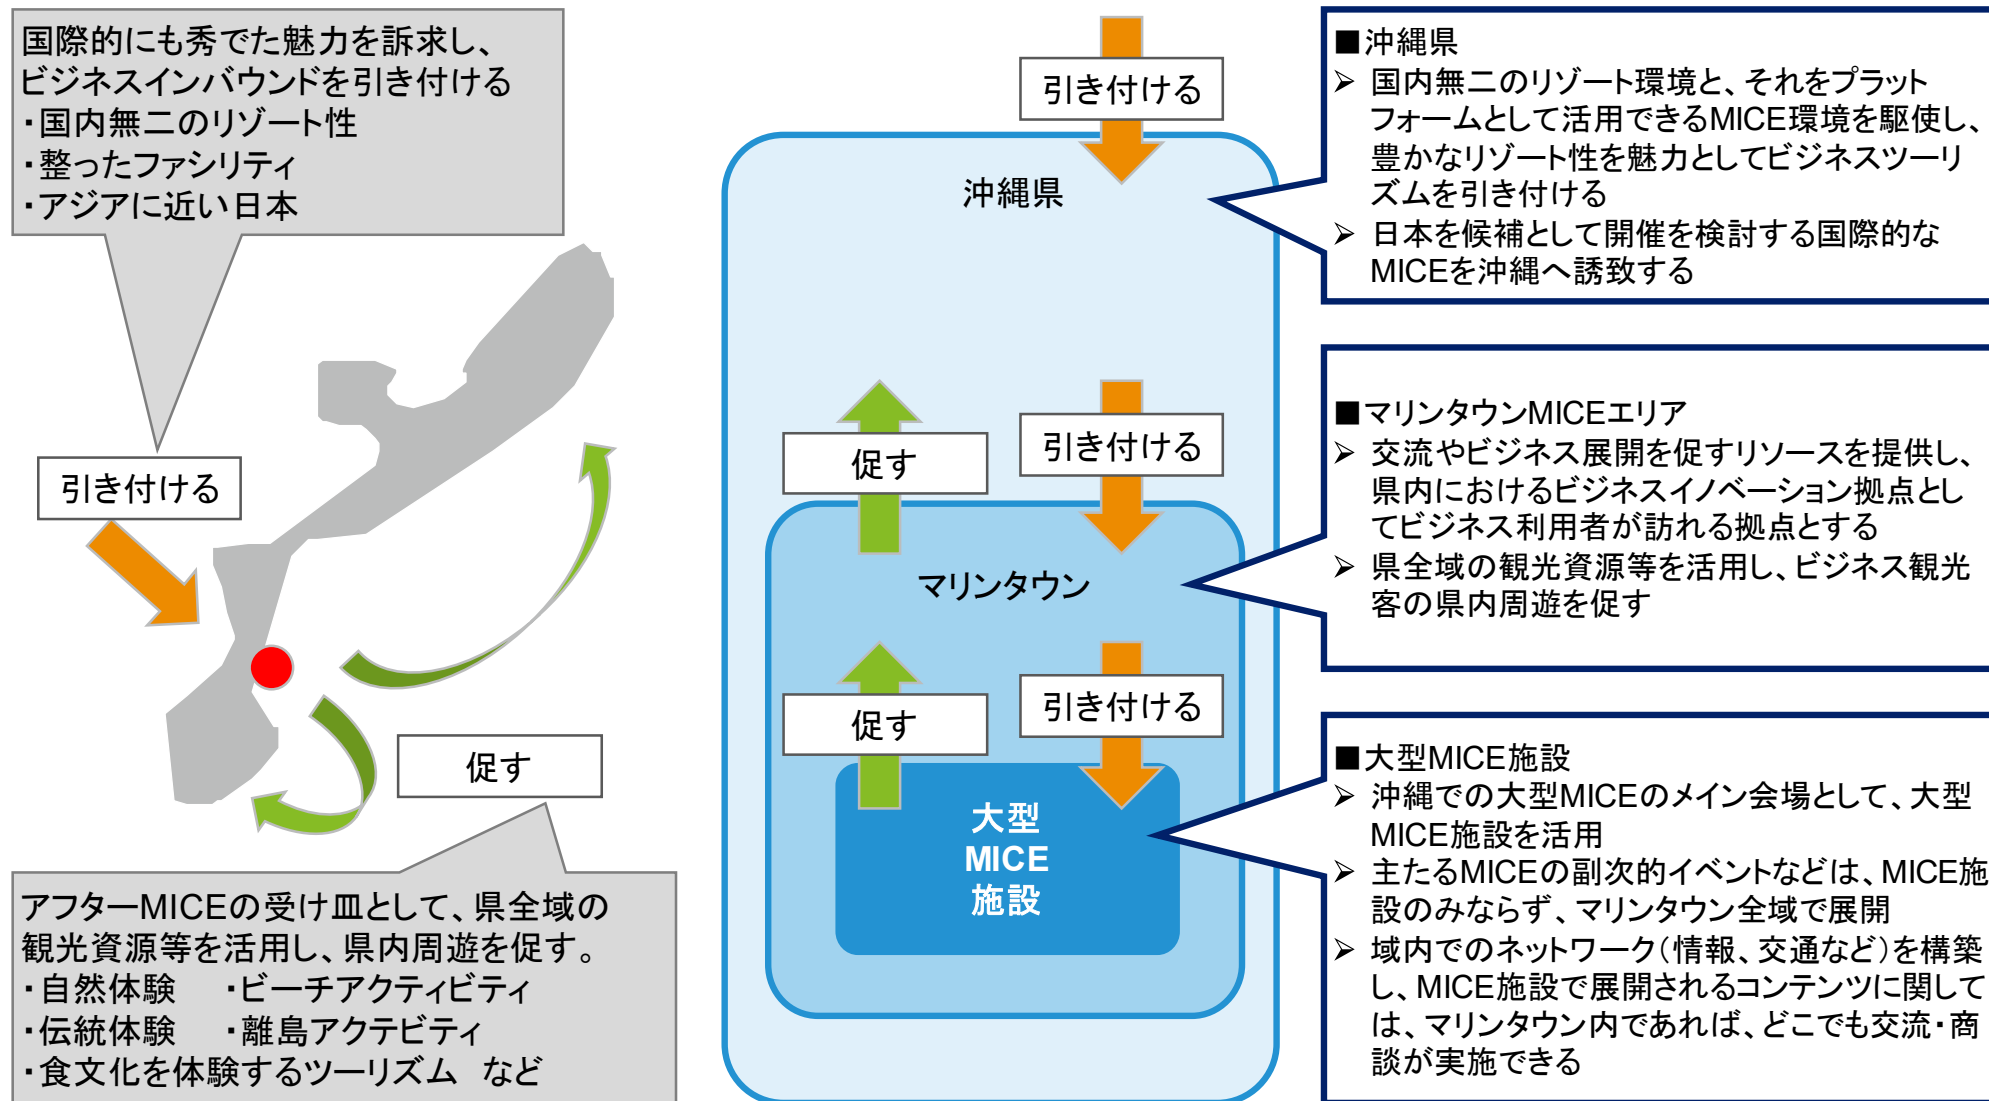 国際的にも秀でた魅力を訴求し、
ビジネスインバウンドを引き付ける
・国内無二のリゾート性
・整ったファシリティ
・アジアに近い日本
引き付ける
促す
アフターMICEの受け皿として、県全域の
観光資源等を活用し、県内周遊を促す。
・自然体験　・ビーチアクティビティ
・伝統体験　・離島アクテビティ
・食文化を体験するツーリズム　など
引き付ける
沖縄県
促す
引き付ける
マリンタウン
促す
引き付ける
大型
MICE
施設
■沖縄県
➢ 国内無二のリゾート環境と、それをプラット
フォームとして活用できるMICE環境を駆使し、
豊かなリゾート性を魅力としてビジネスツーリ
ズムを引き付ける
➢ 日本を候補として開催を検討する国際的な
MICEを沖縄へ誘致する
■マリンタウンMICEエリア
➢ 交流やビジネス展開を促すリソースを提供し、
県内におけるビジネスイノベーション拠点とし
てビジネス利用者が訪れる拠点とする
➢ 県全域の観光資源等を活用し、ビジネス観光
客の県内周遊を促す
■大型MICE施設
➢ 沖縄での大型MICEのメイン会場として、大型
MICE施設を活用
➢ 主たるMICEの副次的イベントなどは、MICE施
設のみならず、マリンタウン全域で展開
➢ 域内でのネットワーク（情報、交通など）を構築
し、MICE施設で展開されるコンテンツに関して
は、マリンタウン内であれば、どこでも交流・商
談が実施できる